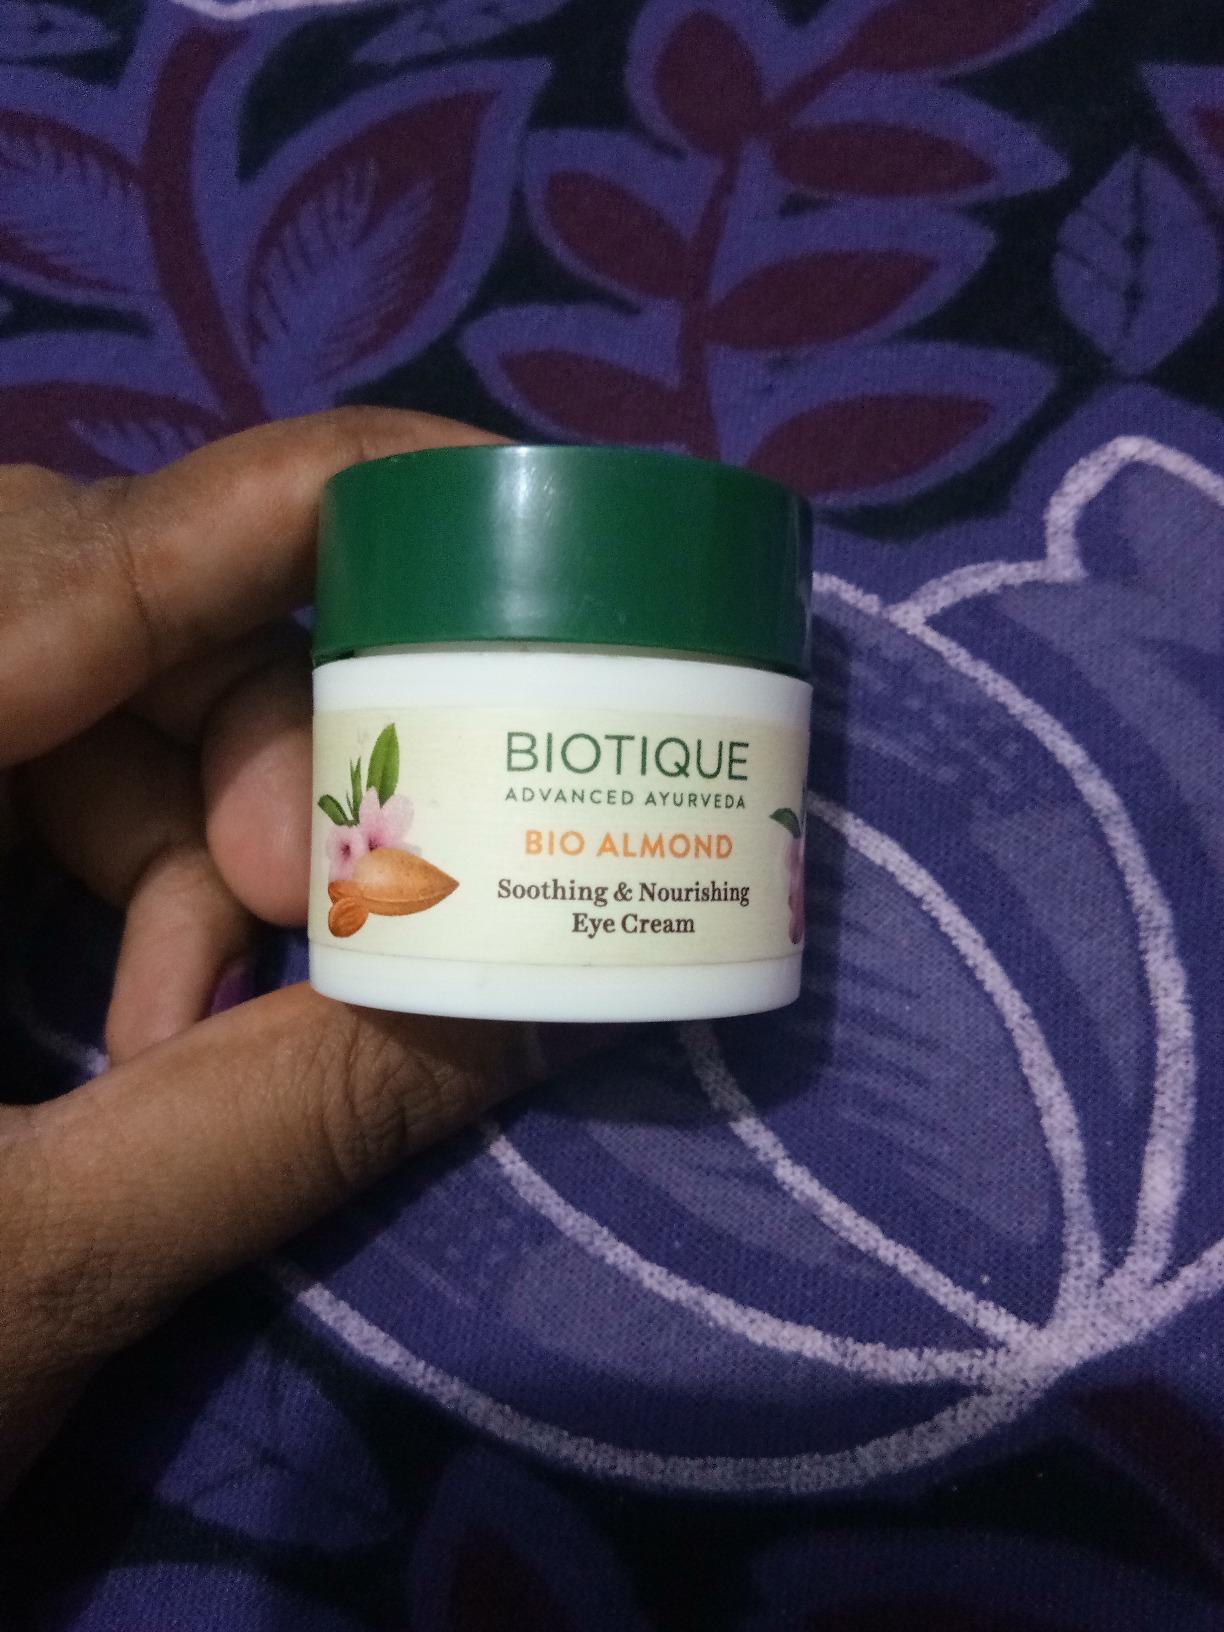 BIOTIQUE
ADVANCED AYURVEDA
BIO ALMOND
Soothing & Nourishing
Eye Cream